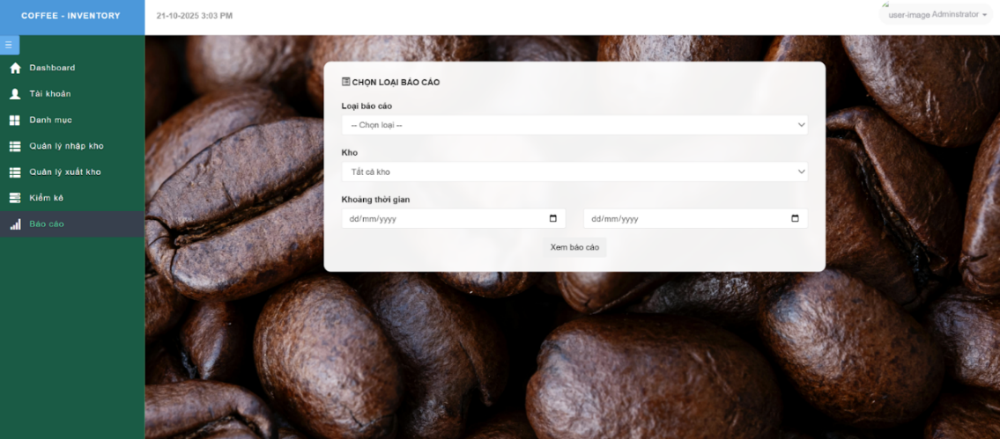 COFFEE - INVENTORY
21-10-2025 3:03 PM
user-image Adminstrator
Dashboard
Tài khoản
Danh mục
Quản lý nhập kho
Quản lý xuất kho
Kiểm kê
Báo cáo
CHỌN LOẠI BÁO CÁO
Loại báo cáo
-- Chọn loại --
Kho
Tất cả kho
Khoảng thời gian
dd/mm/yyyy dd/mm/yyyy
Xem báo cáo